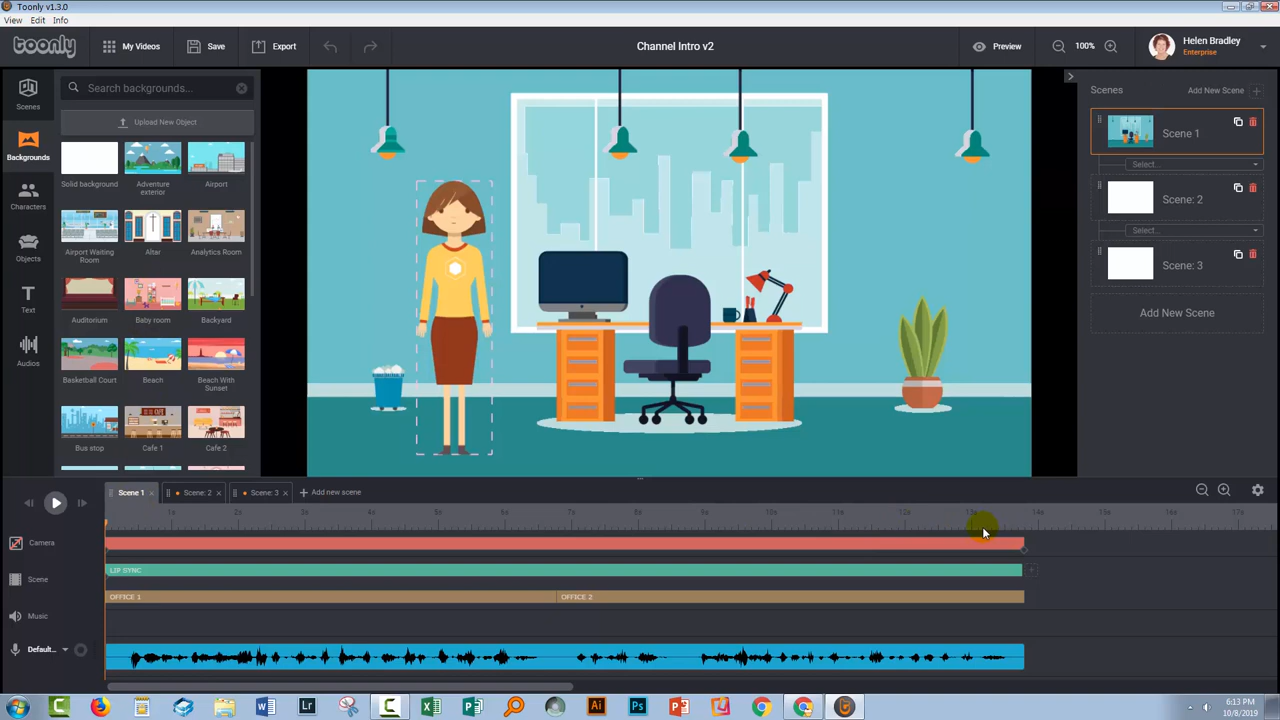 Toonly v1.3.0
View Edit Info
toonly My Videos Save Export Channel Intro v2 Preview 100% Helen Bradley
Enterprise
Scenes
Backgrounds
Characters
Objects
Text
Audios
Search backgrounds...
Upload New Object
Solid background Adventure exterior Airport
Airport Waiting Room Altar Analytics Room
Auditorium Baby room Backyard
Basketball Court Beach Beach With Sunset
Bus stop Cafe 1 Cafe 2
Scenes Add New Scene
Scene 1
Select...
Scene: 2
Select...
Scene: 3
Add New Scene
Scene 1 Scene: 2 Scene: 3 Add new scene
1s 2s 3s 4s 5s 6s 7s 8s 9s 10s 11s 12s 13s 14s 15s 16s 17s
Camera
Scene LIP SYNC
OFFICE 1 OFFICE 2
Music
Default...
6:13 PM
10/8/2019